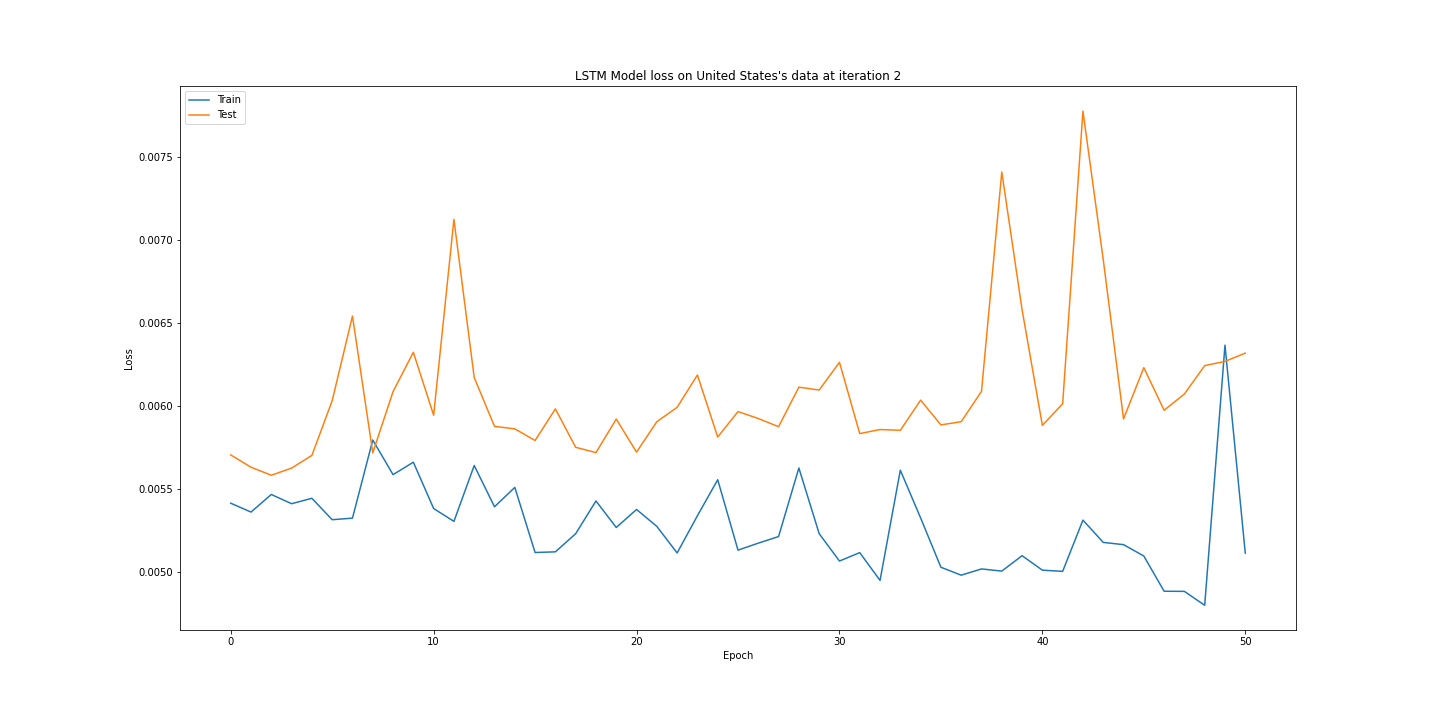 LSTM Model loss on United States's data at iteration 2
Train
Test
0.0075
0.0070
0.0065
0.0060
0.0055
0.0050
Loss
0 10 20 30 40 50
Epoch